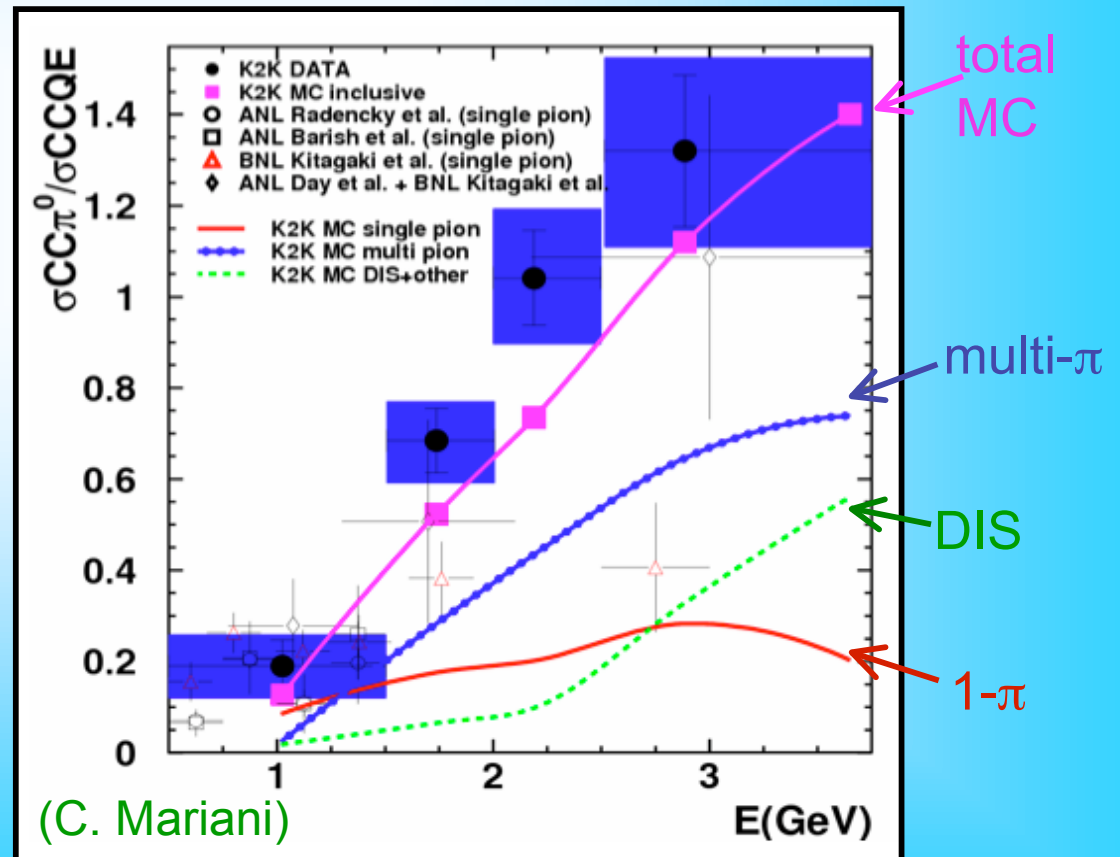 K2K DATA
K2K MC inclusive
ANL Radencky et al. (single pion)
ANL Barish et al. (single pion)
BNL Kitagaki et al. (single pion)
ANL Day et al. + BNL Kitagaki et al.
K2K MC single pion
K2K MC multi pion
K2K MC DIS+other
σCCπ⁰/σCCQE
1.4
1.2
1
0.8
0.6
0.4
0.2
0
1 2 3
E(GeV)
(C. Mariani)
total
MC
multi-π
DIS
1-π